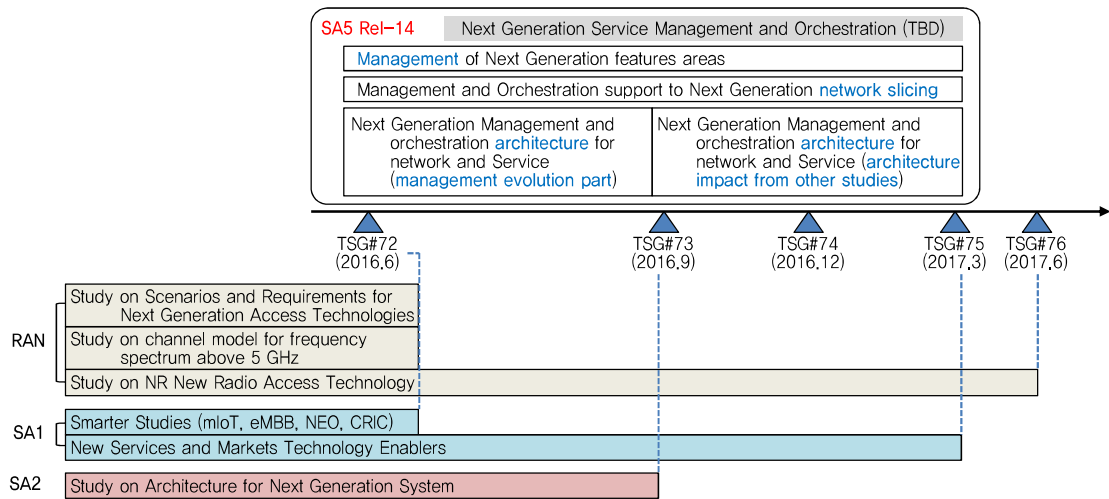 SA5 Rel-14
Next Generation Service Management and Orchestration (TBD)
Management of Next Generation features areas
Management and Orchestration support to Next Generation network slicing
Next Generation Management and
orchestration architecture for
network and Service
(management evolution part)
Next Generation Management and
orchestration architecture for
network and Service (architecture
impact from other studies)
TSG#72
(2016.6)
TSG#73
(2016.9)
TSG#74
(2016.12)
TSG#75
(2017.3)
TSG#76
(2017.6)
RAN
Study on Scenarios and Requirements for
Next Generation Access Technologies
Study on channel model for frequency
spectrum above 5 GHz
Study on NR New Radio Access Technology
SA1
Smarter Studies (mIoT, eMBB, NEO, CRIC)
New Services and Markets Technology Enablers
SA2
Study on Architecture for Next Generation System